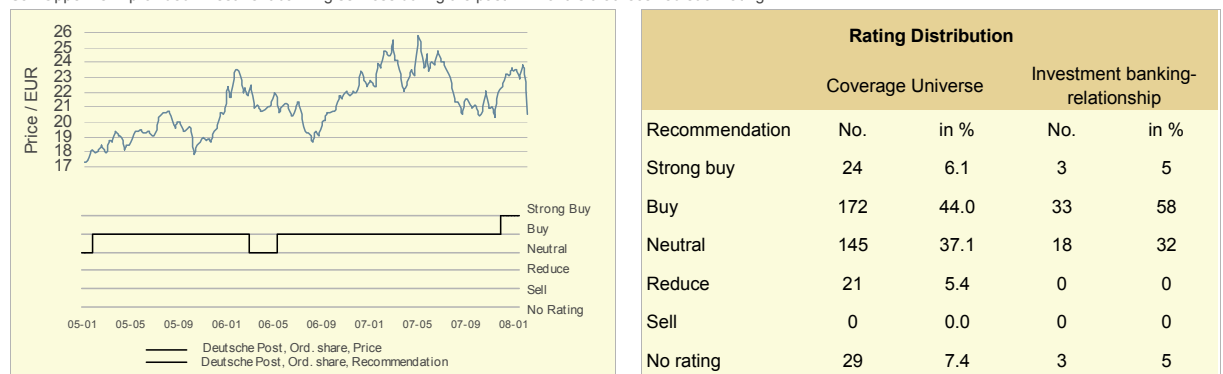 26
25
24
23
22
21
20
19
18
17
Price / EUR
Strong Buy
Buy
Neutral
Reduce
Sell
No Rating
05-01 05-05 05-09 06-01 06-05 06-09 07-01 07-05 07-09 08-01
Deutsche Post, Ord. share, Price
Deutsche Post, Ord. share, Recommendation
Rating Distribution
Coverage Universe Investment banking-
relationship
Recommendation No. in % No. in %
Strong buy 24 6.1 3 5
Buy 172 44.0 33 58
Neutral 145 37.1 18 32
Reduce 21 5.4 0 0
Sell 0 0.0 0 0
No rating 29 7.4 3 5